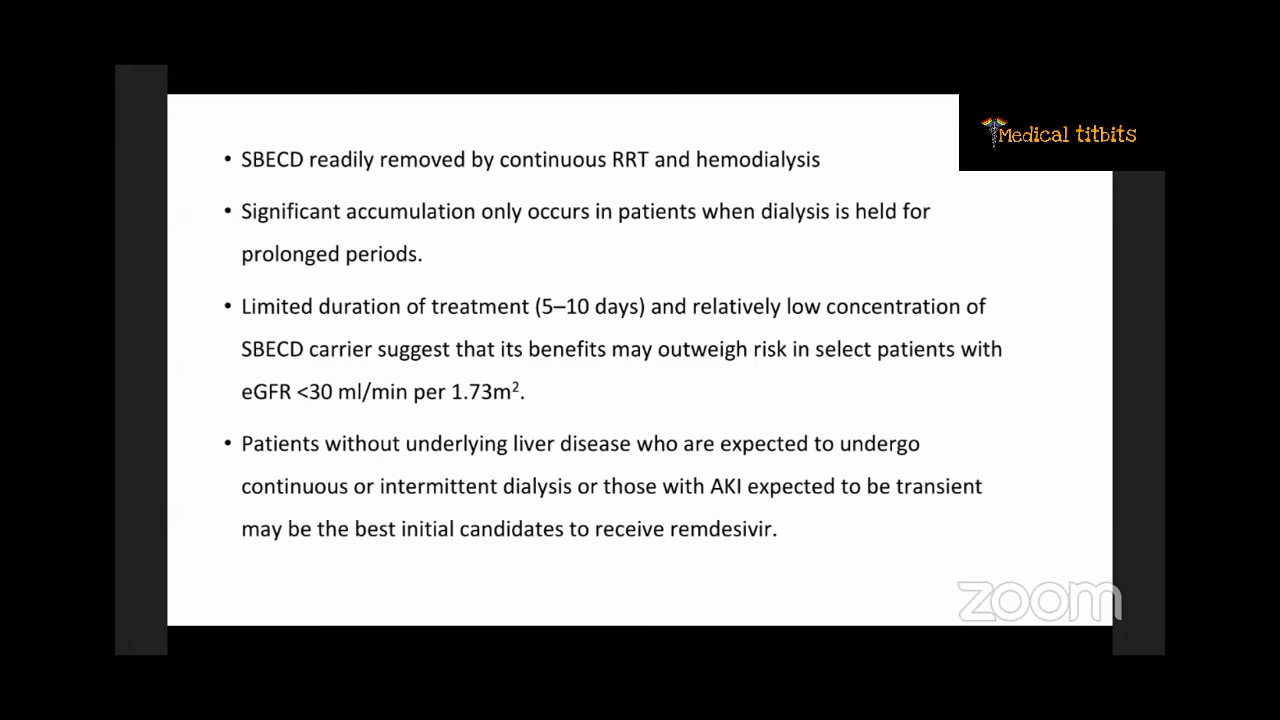 Medical titbits
• SBECD readily removed by continuous RRT and hemodialysis
• Significant accumulation only occurs in patients when dialysis is held for
prolonged periods.
• Limited duration of treatment (5–10 days) and relatively low concentration of
SBECD carrier suggest that its benefits may outweigh risk in select patients with
eGFR <30 ml/min per 1.73m².
• Patients without underlying liver disease who are expected to undergo
continuous or intermittent dialysis or those with AKI expected to be transient
may be the best initial candidates to receive remdesivir.
zoom